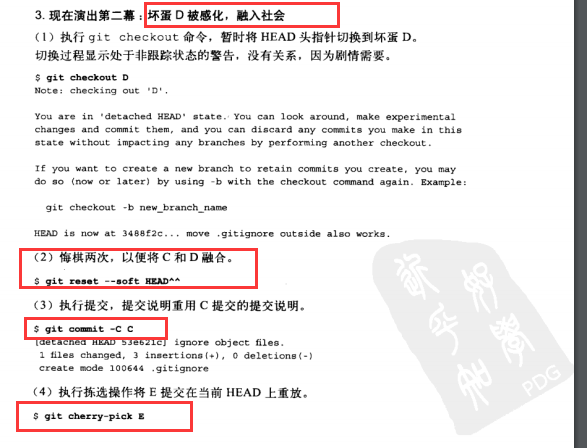 3. 现在演出第二幕：坏蛋 D 被感化，融入社会
（1）执行 git checkout 命令，暂时将 HEAD 头指针切换到坏蛋 D。
切换过程显示处于非跟踪状态的警告，没有关系，因为剧情需要。
$ git checkout D
Note: checking out 'D'.
You are in 'detached HEAD' state. You can look around, make experimental
changes and commit them, and you can discard any commits you make in this
state without impacting any branches by performing another checkout.
If you want to create a new branch to retain commits you create, you may
do so (now or later) by using -b with the checkout command again. Example:
git checkout -b new_branch_name
HEAD is now at 3488f2c... move .gitignore outside also works.
（2）悔棋两次，以便将 C 和 D 融合。
$ git reset --soft HEAD^^
（3）执行提交，提交说明重用 C 提交的提交说明。
$ git commit -C C
[detached HEAD 53e621c] ignore object files.
1 files changed, 3 insertions(+), 0 deletions(-)
create mode 100644 .gitignore
（4）执行拣选操作将 E 提交在当前 HEAD 上重放。
$ git cherry-pick E
PDG